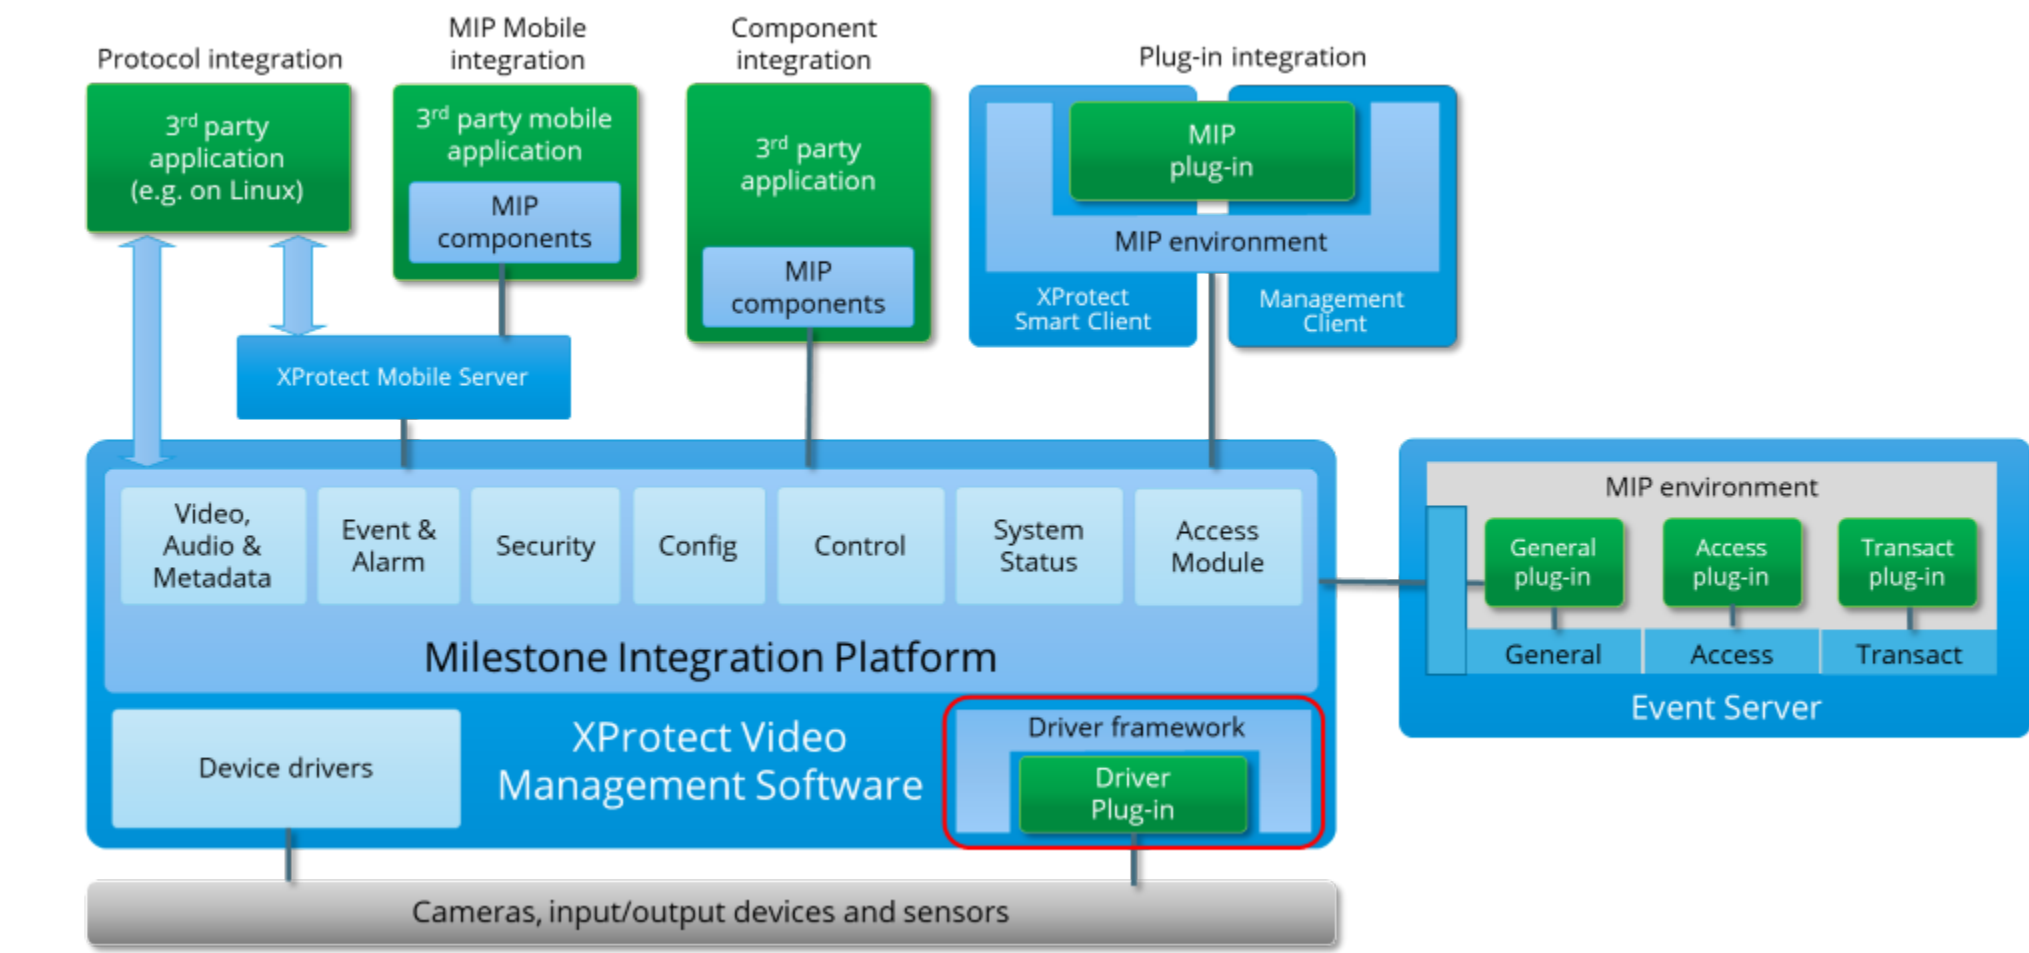 Protocol integration
MIP Mobile
integration
Component
integration
Plug-in integration
3rd party
application
(e.g. on Linux)
3rd party mobile
application
MIP
components
3rd party
application
MIP
components
MIP
plug-in
MIP environment
XProtect
Smart Client
Management
Client
XProtect Mobile Server
Video,
Audio &
Metadata
Event &
Alarm
Security
Config
Control
System
Status
Access
Module
Milestone Integration Platform
MIP environment
General
plug-in
Access
plug-in
Transact
plug-in
General
Access
Transact
Event Server
Device drivers
XProtect Video
Management Software
Driver framework
Driver
Plug-in
Cameras, input/output devices and sensors